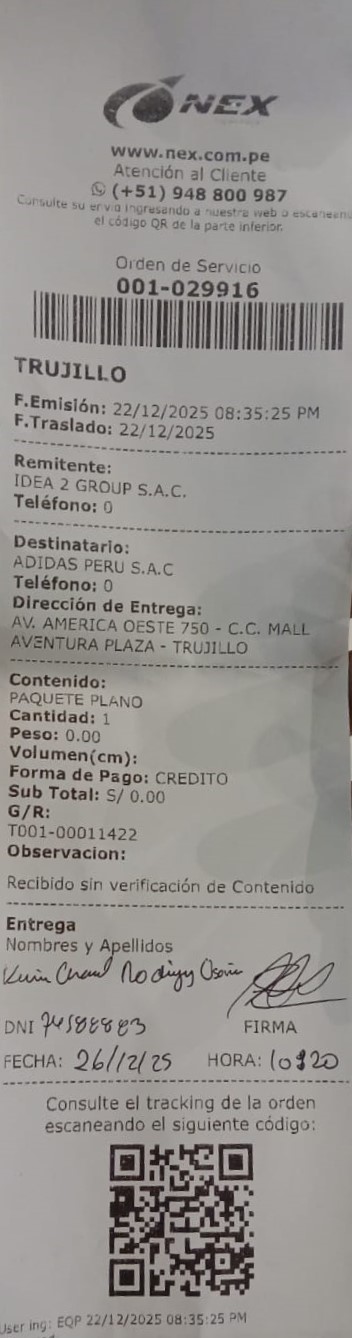 NEX
www.nex.com.pe
Atención al Cliente
(+51) 948 800 987
Consulte su envio ingresando a nuestra web o escaneand
el código QR de la parte inferior.
Orden de Servicio
001-029916
TRUJILLO
F.Emisión: 22/12/2025 08:35:25 PM
F.Traslado: 22/12/2025
Remitente:
IDEA 2 GROUP S.A.C.
Teléfono: 0
Destinatario:
ADIDAS PERU S.A.C
Teléfono: 0
Dirección de Entrega:
AV. AMERICA OESTE 750 - C.C. MALL
AVENTURA PLAZA - TRUJILLO
Contenido:
PAQUETE PLANO
Cantidad: 1
Peso: 0.00
Volumen(cm):
Forma de Pago: CREDITO
Sub Total: S/ 0.00
G/R:
T001-00011422
Observacion:
Recibido sin verificación de Contenido
Entrega
Nombres y Apellidos
Kevin
DNI 74588883
FIRMA
FECHA: 26/12/25 HORA:
Consulte el tracking de la orden
escaneando el siguiente código:
User ing: EQP 22/12/2025 08:35:25 PM